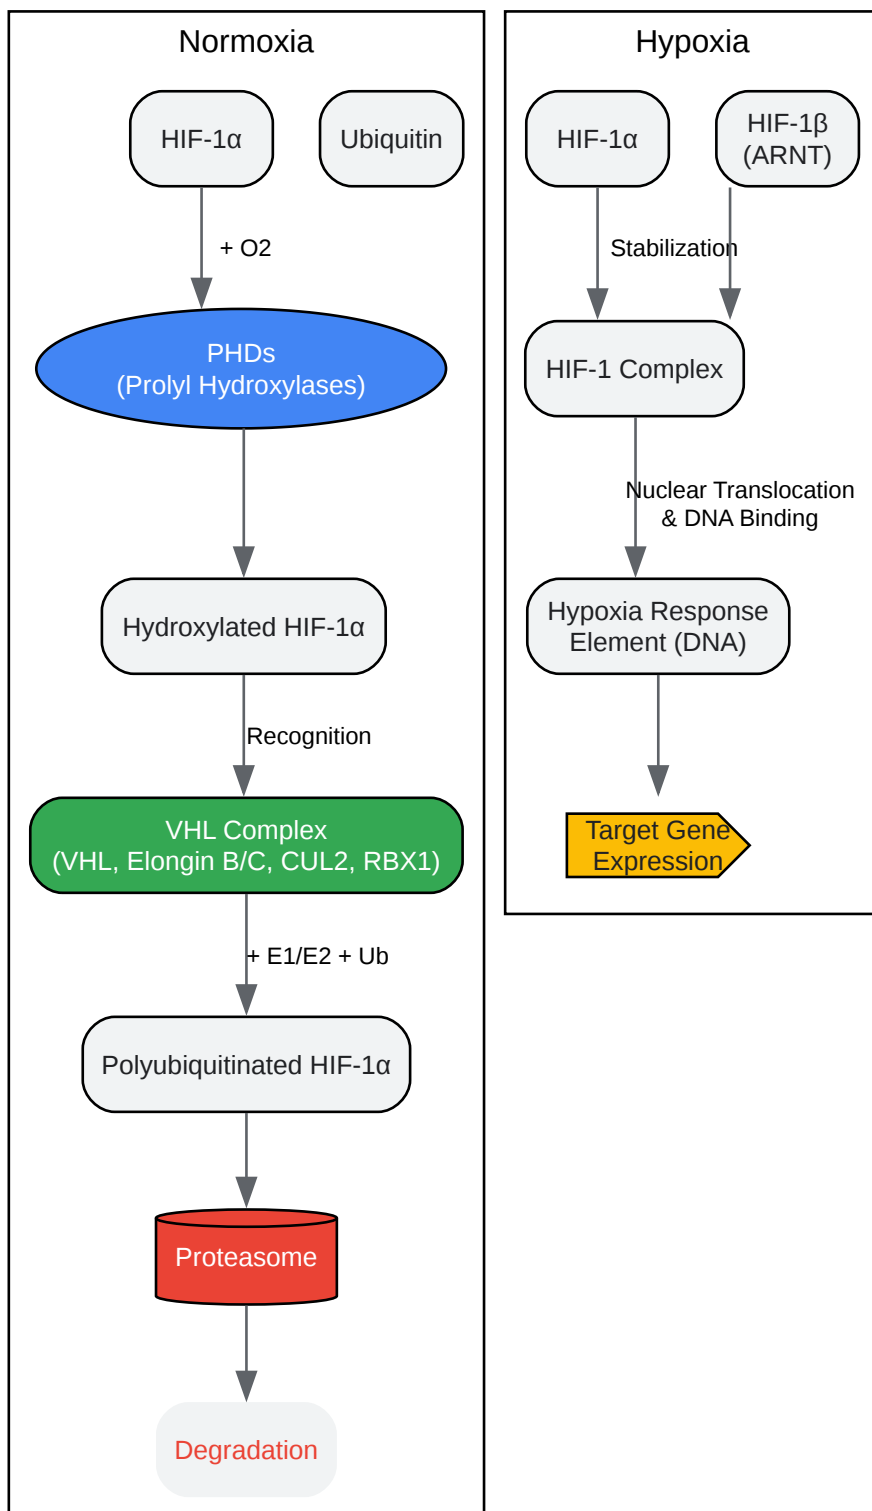 Normoxia
HIF-1α
Ubiquitin
+ O2
PHDs
(Prolyl Hydroxylases)
Hydroxylated HIF-1α
Recognition
VHL Complex
(VHL, Elongin B/C, CUL2, RBX1)
+ E1/E2 + Ub
Polyubiquitinated HIF-1α
Proteasome
Degradation
Hypoxia
HIF-1α
HIF-1β
(ARNT)
Stabilization
HIF-1 Complex
Nuclear Translocation
& DNA Binding
Hypoxia Response
Element (DNA)
Target Gene
Expression